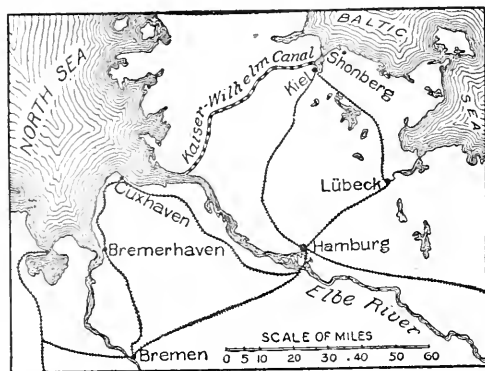 BALTIC
SEA
NORTH SEA
Kaiser-Wilhelm Canal
Kiel
Shonberg
Lübeck
Cuxhaven
Hamburg
Bremerhaven
Elbe River
SCALE OF MILES
0 5 10 20 30 40 50 60
Bremen